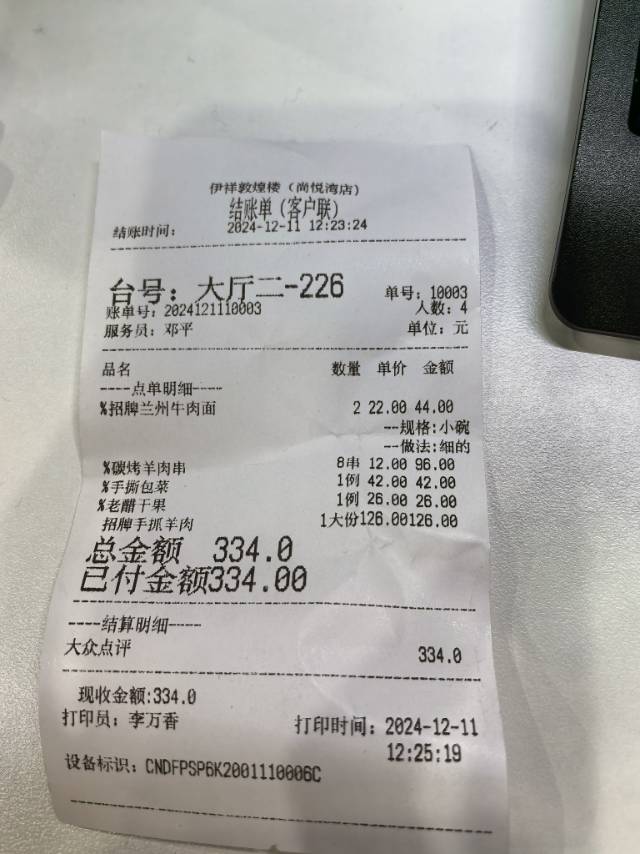 伊祥敦煌楼（尚悦湾店）
结账单（客户联）
结账时间： 2024-12-11 12:23:24
台号：大厅二-226 单号：10003
账单号：2024121110003 人数：4
服务员：邓平 单位：元
品名 数量 单价 金额
----点单明细-----
%招牌兰州牛肉面 2 22.00 44.00
--规格:小碗
--做法:细的
%碳烤羊肉串 8串 12.00 96.00
%手撕包菜 1例 42.00 42.00
%老醋干果 1例 26.00 26.00
招牌手抓羊肉 1大份126.00126.00
总金额 334.0
已付金额334.00
----结算明细-----
大众点评 334.0
现收金额:334.0
打印员：李万香 打印时间：2024-12-11
12:25:19
设备标识：CNDFPSP6K2001110006C